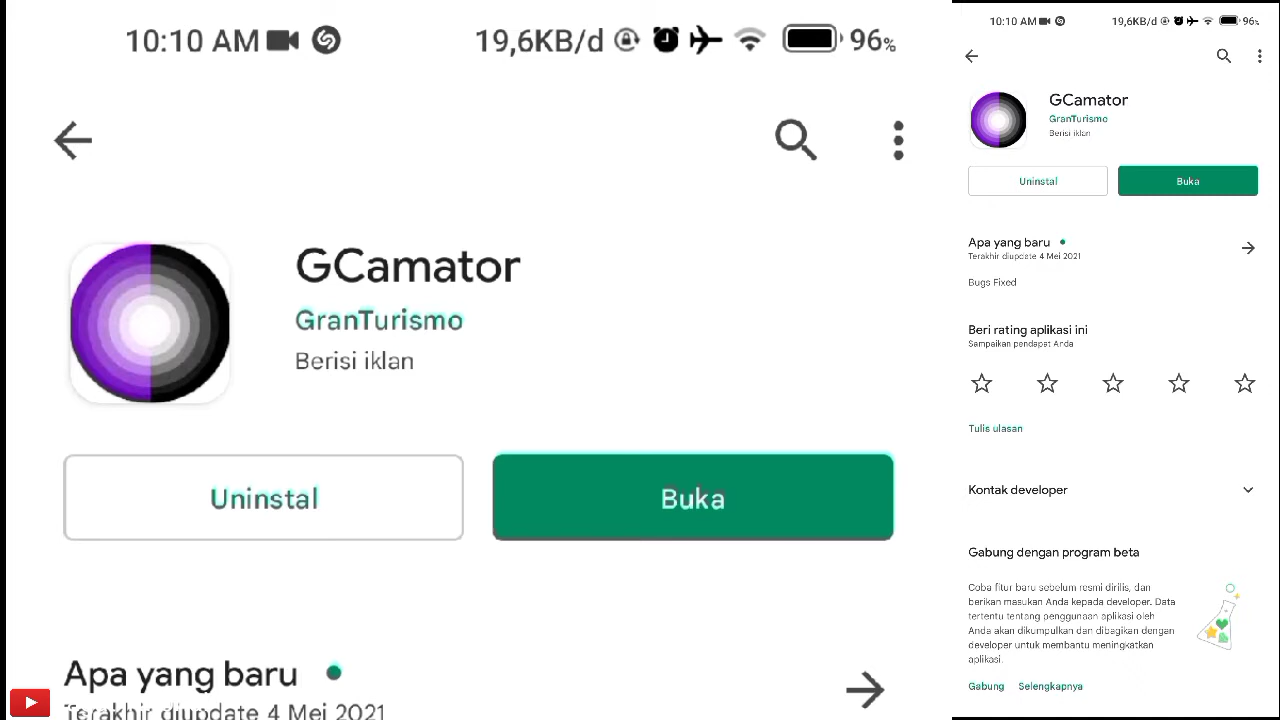 10:10 AM
19,6KB/d
96%
GCamator
GranTurismo
Berisi iklan
Uninstal
Buka
Apa yang baru
Terakhir diupdate 4 Mei 2021
10:10 AM
19,6KB/d
96%
GCamator
GranTurismo
Berisi iklan
Uninstal
Buka
Apa yang baru
Terakhir diupdate 4 Mei 2021
Bugs Fixed
Beri rating aplikasi ini
Sampaikan pendapat Anda
Tulis ulasan
Kontak developer
Gabung dengan program beta
Coba fitur baru sebelum resmi dirilis, dan
berikan masukan Anda kepada developer. Data
tertentu tentang penggunaan aplikasi oleh
Anda akan dikumpulkan dan dibagikan dengan
developer untuk membantu meningkatkan
aplikasi.
Gabung
Selengkapnya